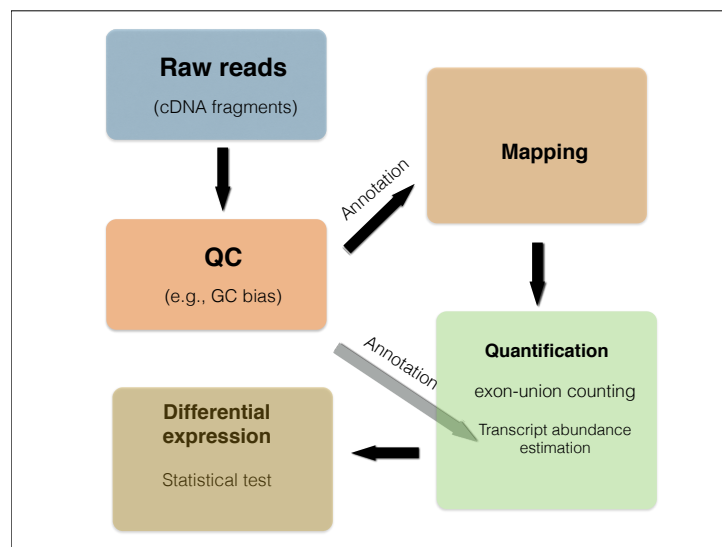 Raw reads
(cDNA fragments)
Annotation
Mapping
QC
(e.g., GC bias)
Annotation
Quantification
exon-union counting
Transcript abundance
estimation
Differential
expression
Statistical test